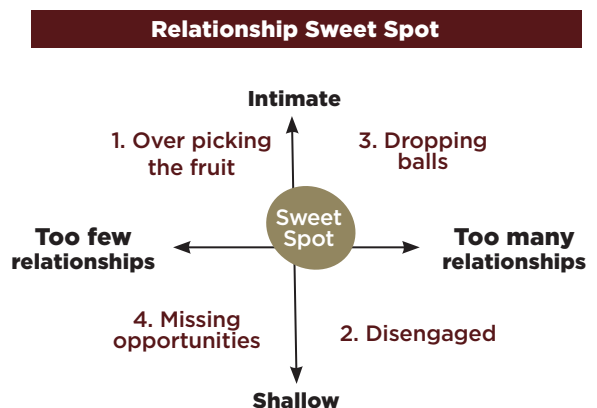 Relationship Sweet Spot
Intimate
1. Over picking
the fruit
3. Dropping
balls
Sweet
Spot
Too few
relationships
Too many
relationships
4. Missing
opportunities
2. Disengaged
Shallow